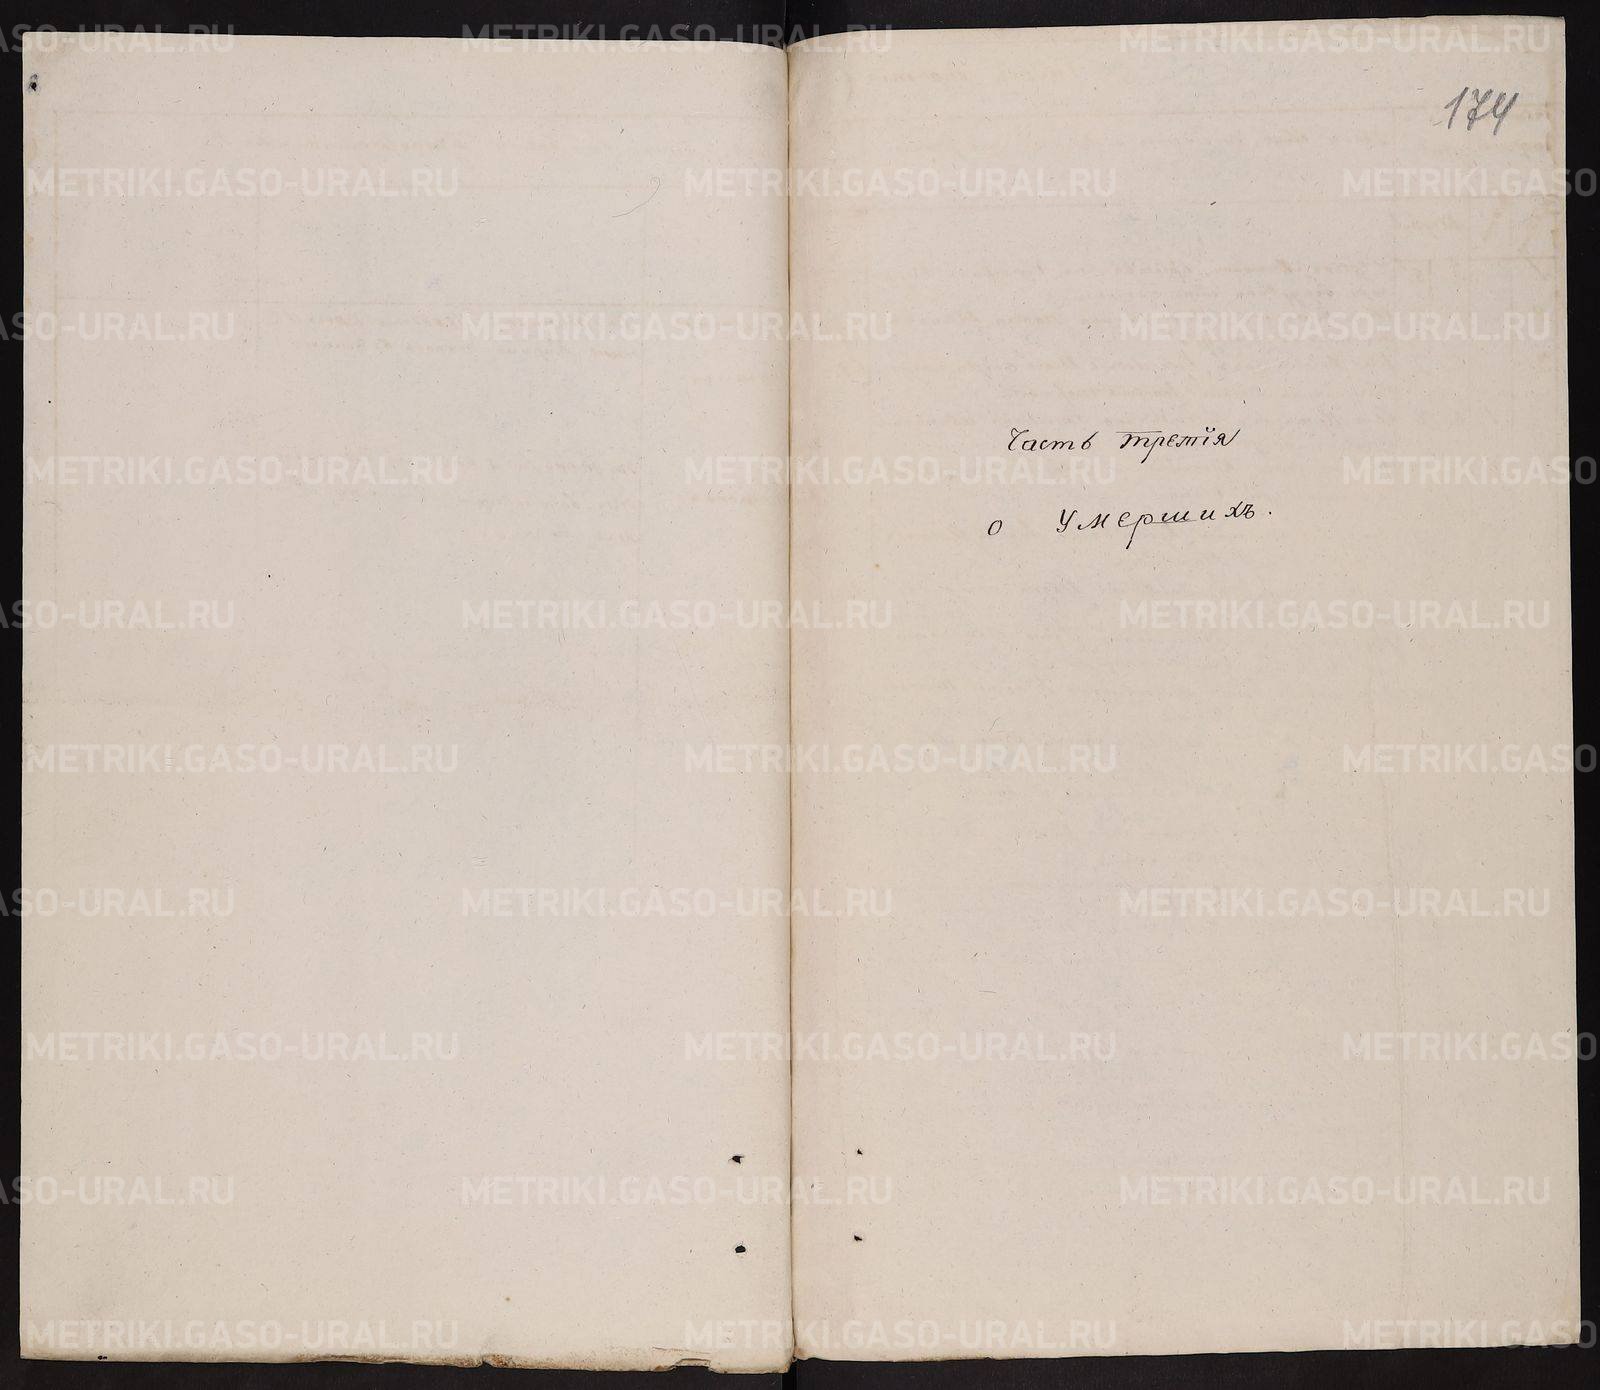 174
Часть третія
о умершихъ.